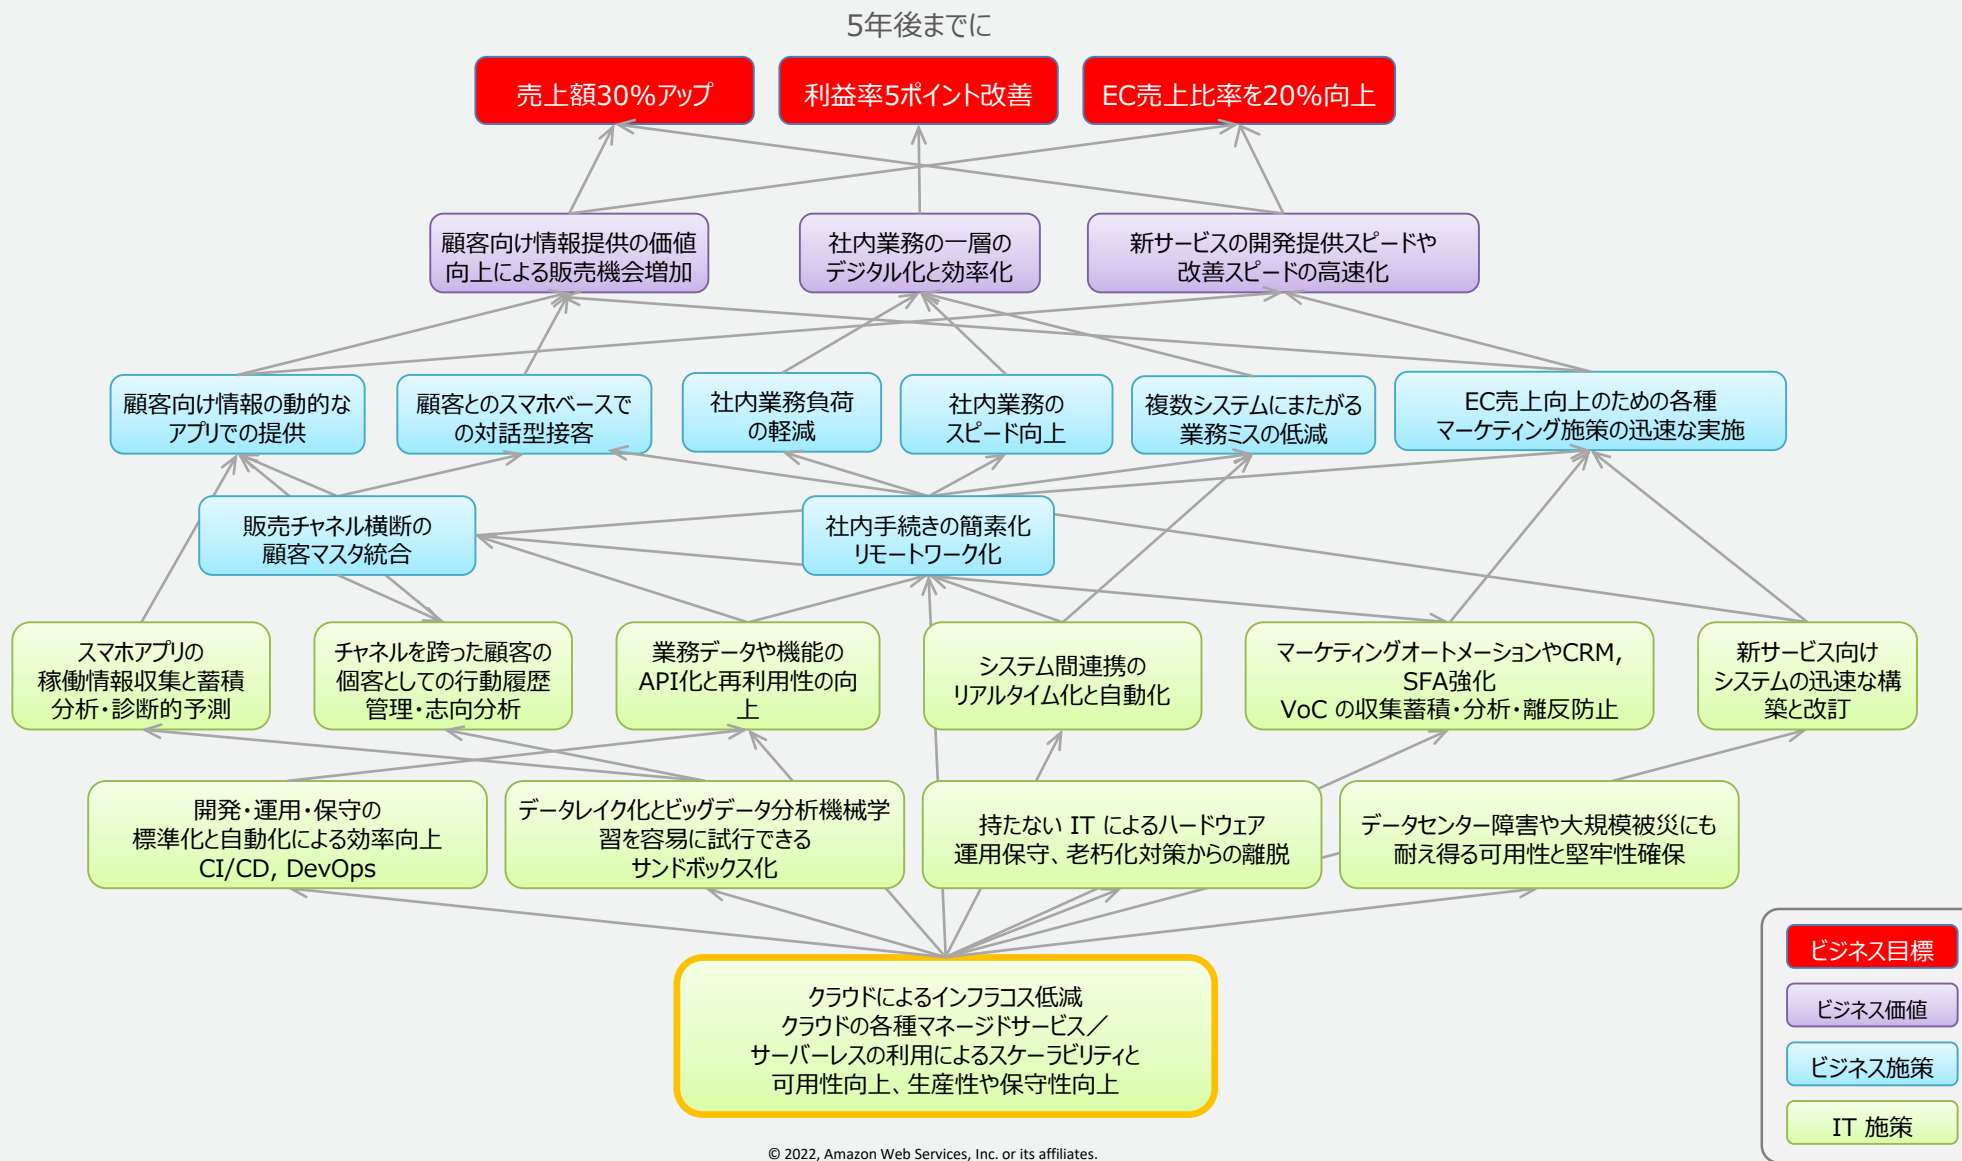 5年後までに
売上額30%アップ
利益率5ポイント改善
EC売上比率を20%向上
顧客向け情報提供の価値
向上による販売機会増加
社内業務の一層の
デジタル化と効率化
新サービスの開発提供スピードや
改善スピードの高速化
顧客向け情報の動的な
アプリでの提供
顧客とのスマホベースで
の対話型接客
社内業務負荷
の軽減
社内業務の
スピード向上
複数システムにまたがる
業務ミスの低減
EC売上向上のための各種
マーケティング施策の迅速な実施
販売チャネル横断の
顧客マスタ統合
社内手続きの簡素化
リモートワーク化
スマホアプリの
稼働情報収集と蓄積
分析・診断的予測
チャネルを跨った顧客の
個客としての行動履歴
管理・志向分析
業務データや機能の
API化と再利用性の向
上
システム間連携の
リアルタイム化と自動化
マーケティングオートメーションやCRM,
SFA強化
VoC の収集蓄積・分析・離反防止
新サービス向け
システムの迅速な構
築と改訂
開発・運用・保守の
標準化と自動化による効率向上
CI/CD, DevOps
データレイク化とビッグデータ分析機械学
習を容易に試行できる
サンドボックス化
持たない IT によるハードウェア
運用保守、老朽化対策からの離脱
データセンター障害や大規模被災にも
耐え得る可用性と堅牢性確保
クラウドによるインフラコス低減
クラウドの各種マネージドサービス／
サーバーレスの利用によるスケーラビリティと
可用性向上、生産性や保守性向上
ビジネス目標
ビジネス価値
ビジネス施策
IT 施策
© 2022, Amazon Web Services, Inc. or its affiliates.